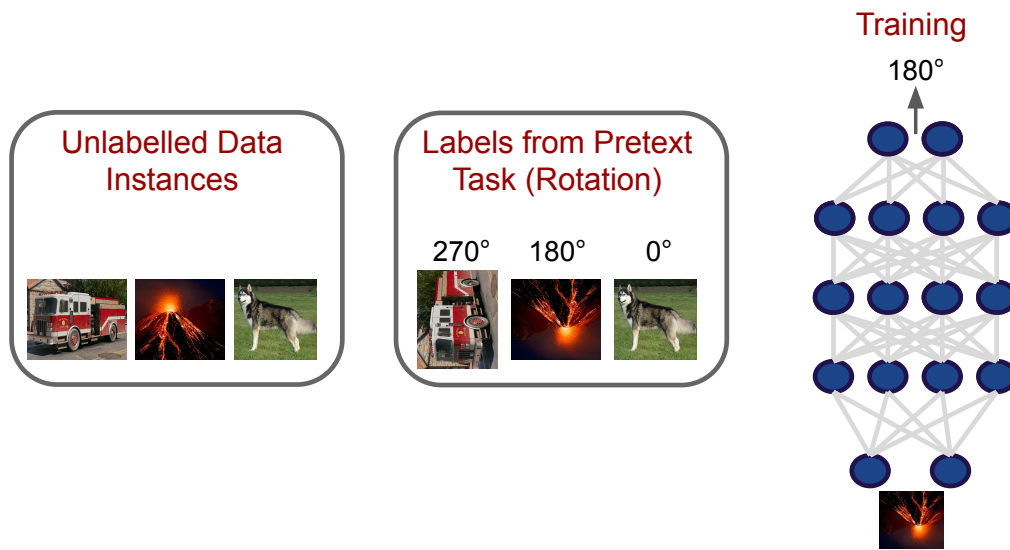 Training
180°
Unlabelled Data
Instances
Labels from Pretext
Task (Rotation)
270° 180° 0°